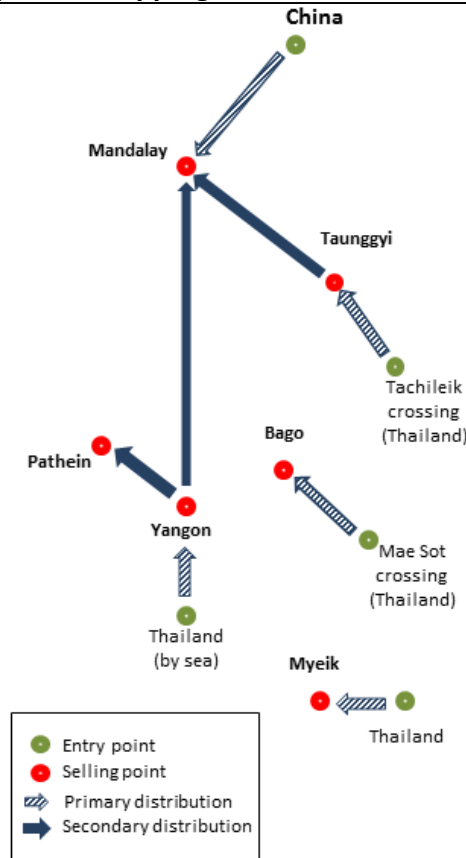 China
Mandalay
Taunggyi
Tachileik
crossing
(Thailand)
Bago
Pathein
Yangon
Mae Sot
crossing
(Thailand)
Thailand
(by sea)
Myeik
Thailand
Entry point
Selling point
Primary distribution
Secondary distribution